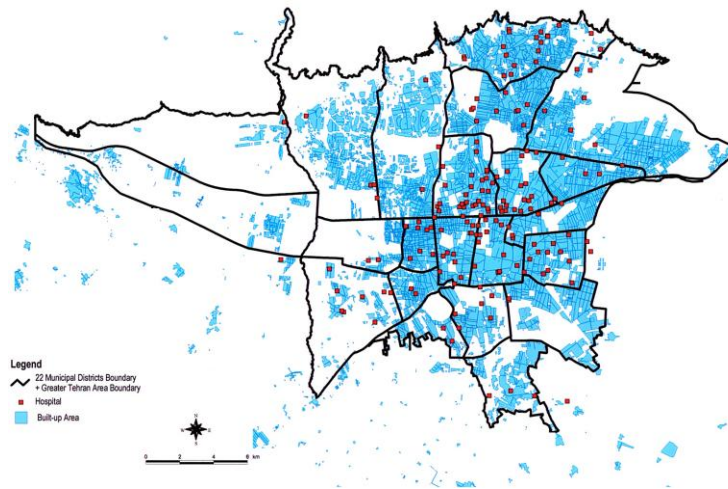 Legend
22 Municipal Districts Boundary
+ Greater Tehran Area Boundary
Hospital
Built-up Area
N
W E
S
0 2 4 6 km